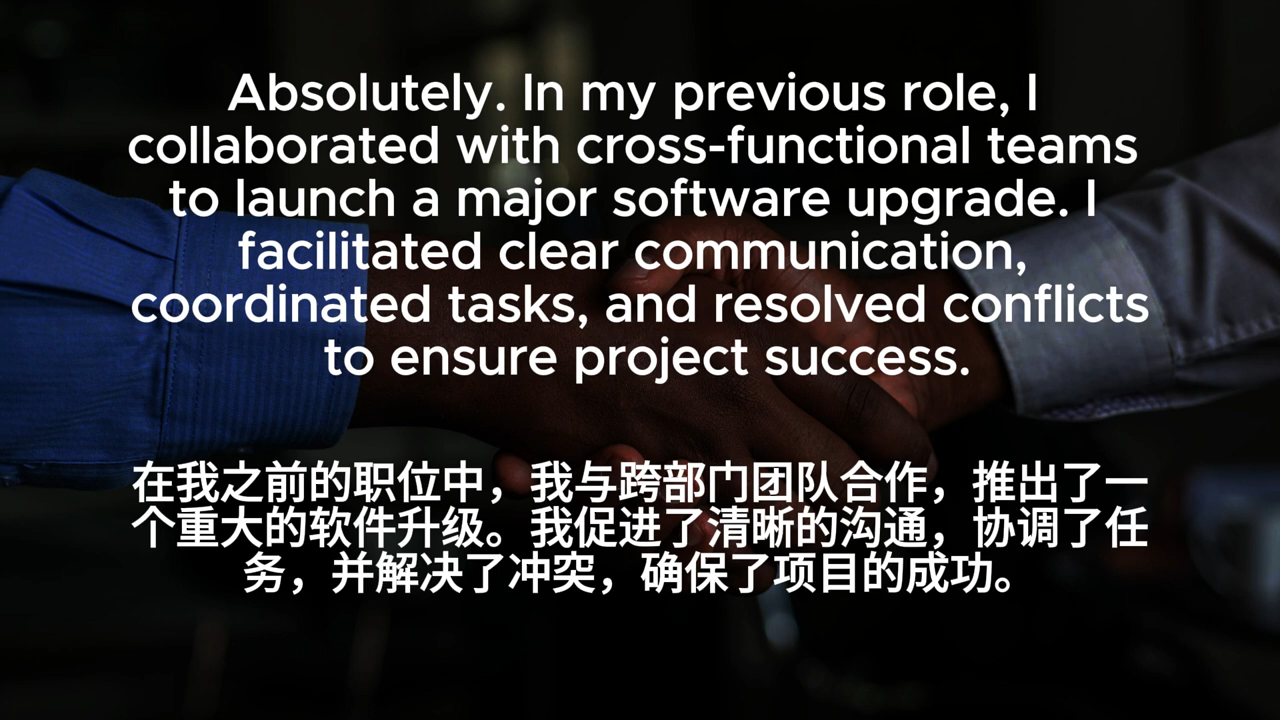 Absolutely. In my previous role, I
collaborated with cross-functional teams
to launch a major software upgrade. I
facilitated clear communication,
coordinated tasks, and resolved conflicts
to ensure project success.
在我之前的职位中，我与跨部门团队合作，推出了一
个重大的软件升级。我促进了清晰的沟通，协调了任
务，并解决了冲突，确保了项目的成功。